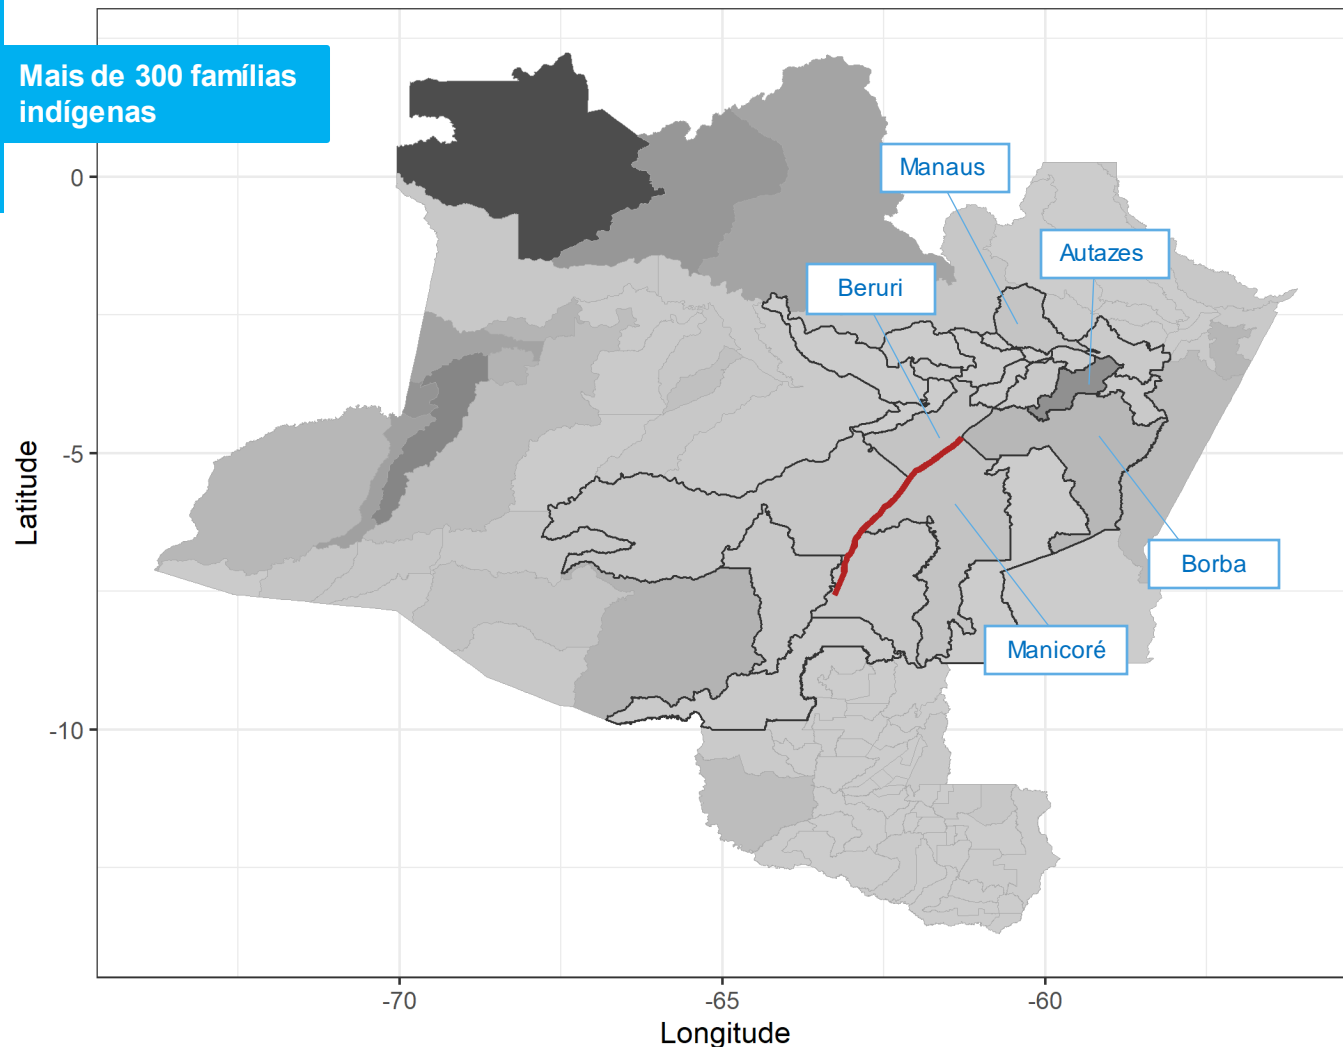 Mais de 300 famílias
indígenas
Manaus
Autazes
Beruri
Borba
Manicoré
0
-5
-10
Latitude
-70
-65
-60
Longitude